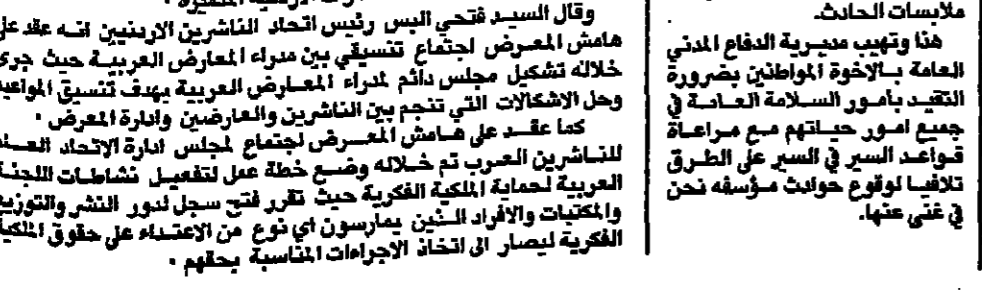 ملابسات الحادث.
هذا وتهيب مديرية الدفاع المدني
العامة بالاخوة المواطنين بضرورة
التقيد بأمور السلامة العامة في
جميع امور حياتهم مع مراعاة
قواعد السير في السير على الطرق
تلافيا لوقوع حوادث مؤسفه نحن
في غنى عنها.
وقال السيد فتحي البس رئيس اتحاد الناشرين الاردنيين انه عقد على
هامش المعرض اجتماع تنسيقي بين مدراء المعارض العربية حيث جرى
خلاله تشكيل مجلس دائم لمدراء المعارض العربية يهدف لتنسيق المواعيد
وحل الاشكالات التي تنجم بين الناشرين والعارضين وادارة المعرض .
كما عقد على هامش المعرض اجتماع لمجلس ادارة الاتحاد العام
للناشرين العرب تم خلاله وضع خطة عمل لتفعيل نشاطات اللجنة
العربية لحماية الملكية الفكرية حيث تقرر فتح سجل لدور النشر والتوزيع
والمكتبات والافراد الذين يمارسون اي نوع من الاعتداء على حقوق الملكية
الفكرية ليصار الى اتخاذ الاجراءات المناسبة بحقهم .